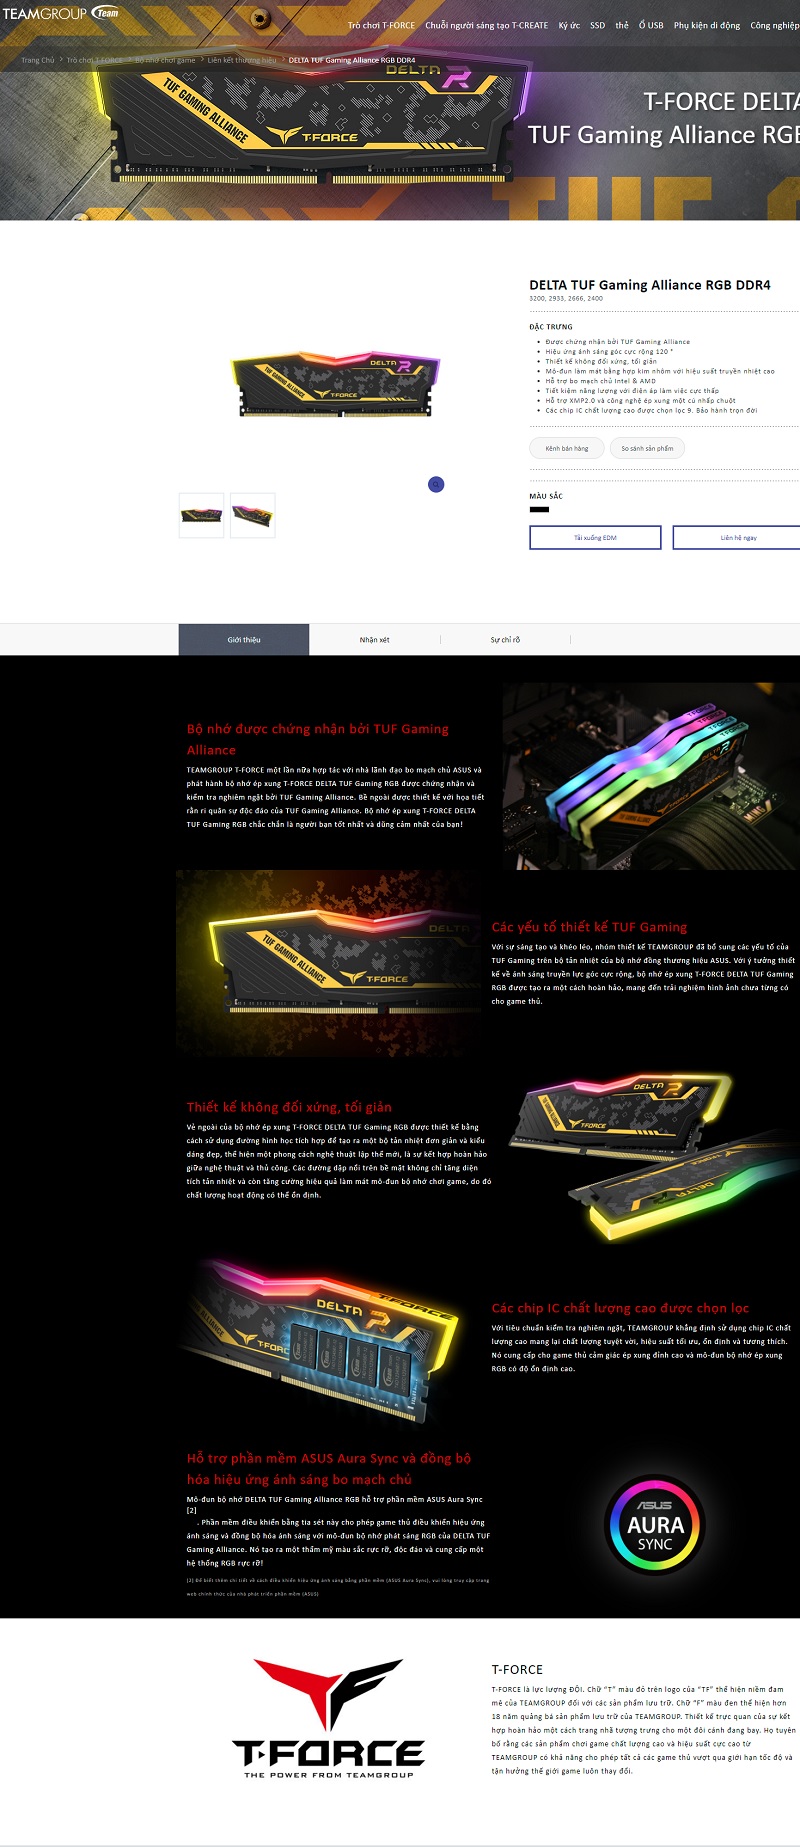 TEAMGROUP Team
Trò chơi T-FORCE Chuỗi người sáng tạo T-CREATE Ký ức SSD thẻ Ổ USB Phụ kiện di động Công nghiệp
Trang Chủ > Trò chơi T-FORCE > Bộ nhớ chơi game > Liên kết thương hiệu > DELTA TUF Gaming Alliance RGB DDR4
DELTA R
TUF GAMING ALLIANCE
T-FORCE
T-FORCE DELTA
TUF Gaming Alliance RGB
DELTA TUF Gaming Alliance RGB DDR4
3200, 2933, 2666, 2400
ĐẶC TRƯNG
Được chứng nhận bởi TUF Gaming Alliance
Hiệu ứng ánh sáng góc cực rộng 120 °
Thiết kế không đối xứng, tối giản
Mô-đun làm mát bằng hợp kim nhôm với hiệu suất truyền nhiệt cao
Hỗ trợ bo mạch chủ Intel & AMD
Tiết kiệm năng lượng với điện áp làm việc cực thấp
Hỗ trợ XMP2.0 và công nghệ ép xung một cú nhấp chuột
Các chip IC chất lượng cao được chọn lọc 9. Bảo hành trọn đời
DELTA R
TUF GAMING ALLIANCE
T-FORCE
Kênh bán hàng
So sánh sản phẩm
MÀU SẮC
Tải xuống EDM
Liên hệ ngay
Giới thiệu
Nhận xét
Sự chỉ rõ
Bộ nhớ được chứng nhận bởi TUF Gaming
Alliance
TEAMGROUP T-FORCE một lần nữa hợp tác với nhà lãnh đạo bo mạch chủ ASUS và
phát hành bộ nhớ ép xung T-FORCE DELTA TUF Gaming RGB được chứng nhận và
kiểm tra nghiêm ngặt bởi TUF Gaming Alliance. Bề ngoài được thiết kế với họa tiết
rằn ri quân sự độc đáo của TUF Gaming Alliance. Bộ nhớ ép xung T-FORCE DELTA
TUF Gaming RGB chắc chắn là người bạn tốt nhất và dũng cảm nhất của bạn!
DELTA
TUF GAMING ALLIANCE
T-FORCE
Các yếu tố thiết kế TUF Gaming
Với sự sáng tạo và khéo léo, nhóm thiết kế TEAMGROUP đã bổ sung các yếu tố của
TUF Gaming trên bộ tản nhiệt của bộ nhớ đồng thương hiệu ASUS. Với ý tưởng thiết
kế về ánh sáng truyền lực góc cực rộng, bộ nhớ ép xung T-FORCE DELTA TUF Gaming
RGB được tạo ra một cách hoàn hảo, mang đến trải nghiệm hình ảnh chưa từng có
cho game thủ.
Thiết kế không đối xứng, tối giản
Vẻ ngoài của bộ nhớ ép xung T-FORCE DELTA TUF Gaming RGB được thiết kế bằng
cách sử dụng đường hình học tích hợp để tạo ra một bộ tản nhiệt đơn giản và kiểu
dáng đẹp, thể hiện một phong cách nghệ thuật lập thể mới, là sự kết hợp hoàn hảo
giữa nghệ thuật và thủ công. Các đường dập nổi trên bề mặt không chỉ tăng diện
tích tản nhiệt và còn tăng cường hiệu quả làm mát mô-đun bộ nhớ chơi game, do đó
chất lượng hoạt động có thể ổn định.
DELTA R
T-FORCE
DELTA
DELTA R
T-FORCE
Các chip IC chất lượng cao được chọn lọc
Với tiêu chuẩn kiểm tra nghiêm ngặt, TEAMGROUP khẳng định sử dụng chip IC chất
lượng cao mang lại chất lượng tuyệt vời, hiệu suất tối ưu, ổn định và tương thích.
Nó cung cấp cho game thủ cảm giác ép xung đỉnh cao và mô-đun bộ nhớ ép xung
RGB có độ ổn định cao.
Hỗ trợ phần mềm ASUS Aura Sync và đồng bộ
hóa hiệu ứng ánh sáng bo mạch chủ
Mô-đun bộ nhớ DELTA TUF Gaming Alliance RGB hỗ trợ phần mềm ASUS Aura Sync
[2]
. Phần mềm điều khiển bằng tia sét này cho phép game thủ điều khiển hiệu ứng
ánh sáng và đồng bộ hóa ánh sáng với mô-đun bộ nhớ phát sáng RGB của DELTA TUF
Gaming Alliance. Nó tạo ra một thẩm mỹ màu sắc rực rỡ, độc đáo và cung cấp một
hệ thống RGB rực rỡ!
[2] Để biết thêm chi tiết về cách điều khiển hiệu ứng ánh sáng bằng phần mềm (ASUS Aura Sync), vui lòng truy cập trang
web chính thức của nhà phát triển phần mềm (ASUS)
ASUS
AURA
SYNC
T-FORCE
THE POWER FROM TEAMGROUP
T-FORCE
T-FORCE là lực lượng ĐỘI. Chữ “T” màu đỏ trên logo của “TF” thể hiện niềm đam
mê của TEAMGROUP đối với các sản phẩm lưu trữ. Chữ “F” màu đen thể hiện hơn
18 năm quảng bá sản phẩm lưu trữ của TEAMGROUP. Thiết kế trực quan của sự kết
hợp hoàn hảo một cách trang nhã tượng trưng cho một đôi cánh đang bay. Họ tuyên
bố rằng các sản phẩm chơi game chất lượng cao và hiệu suất cực cao từ
TEAMGROUP có khả năng cho phép tất cả các game thủ vượt qua giới hạn tốc độ và
tận hưởng thế giới game luôn thay đổi.